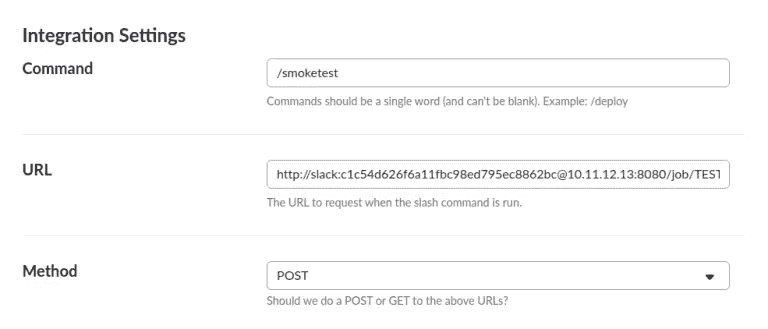 Integration Settings
Command
/smoketest
Commands should be a single word (and can't be blank). Example: /deploy
URL
http://slack:c1c54d626f6a11fbc98ed795ec8862bc@10.11.12.13:8080/job/TEST
The URL to request when the slash command is run.
Method
POST
Should we do a POST or GET to the above URLs?